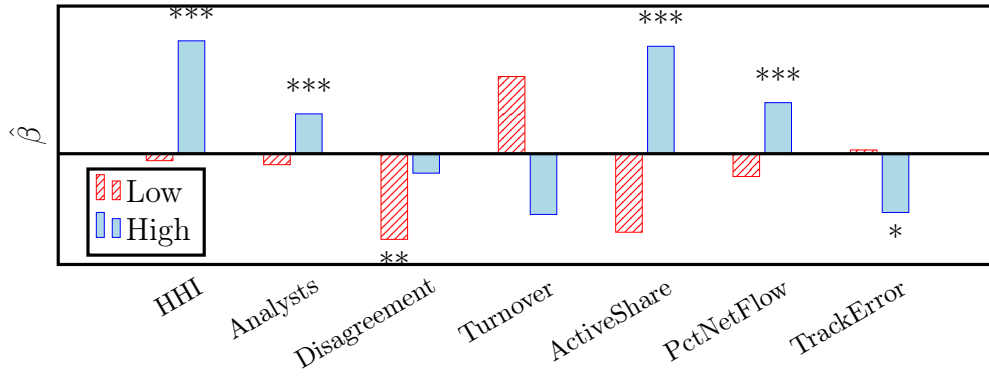 ***
***
***
***
β̂
Low
High
**
*
HHI
Analysts
Disagreement
Turnover
ActiveShare
PctNetFlow
TrackError